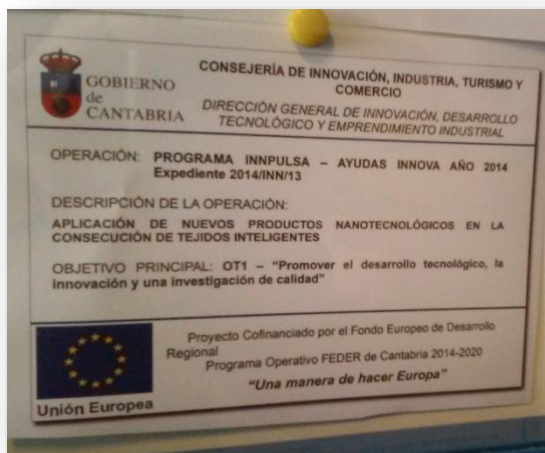 GOBIERNO
de
CANTABRIA
CONSEJERÍA DE INNOVACIÓN, INDUSTRIA, TURISMO Y
COMERCIO
DIRECCIÓN GENERAL DE INNOVACIÓN, DESARROLLO
TECNOLÓGICO Y EMPRENDIMIENTO INDUSTRIAL
OPERACIÓN: PROGRAMA INNPULSA – AYUDAS INNOVA AÑO 2014
Expediente 2014/INN/13
DESCRIPCIÓN DE LA OPERACIÓN:
APLICACIÓN DE NUEVOS PRODUCTOS NANOTECNOLÓGICOS EN LA
CONSECUCIÓN DE TEJIDOS INTELIGENTES
OBJETIVO PRINCIPAL: OT1 – “Promover el desarrollo tecnológico, la
innovación y una investigación de calidad”
Proyecto Cofinanciado por el Fondo Europeo de Desarrollo
Regional
Programa Operativo FEDER de Cantabria 2014-2020
“Una manera de hacer Europa”
Unión Europea